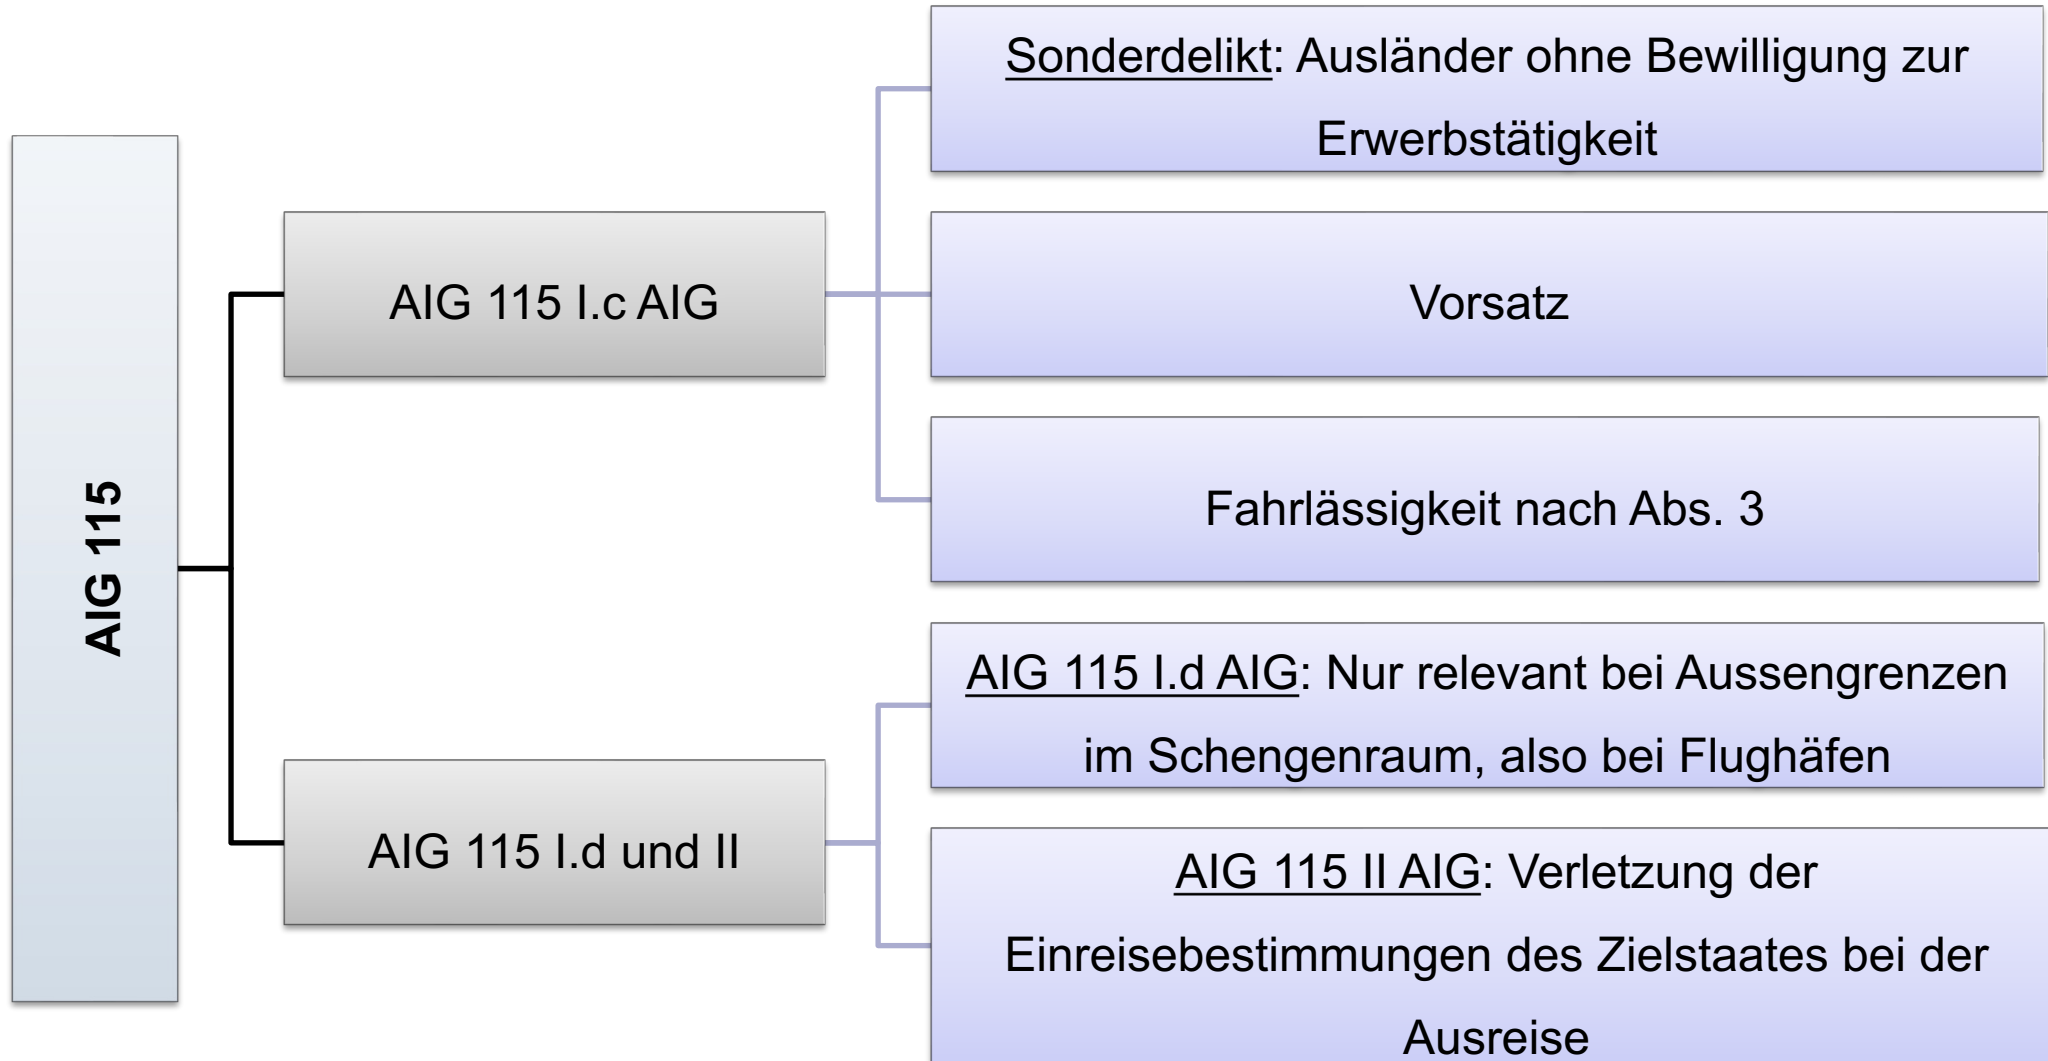 AIG 115
AIG 115 I.c AIG
Sonderdelikt: Ausländer ohne Bewilligung zur
Erwerbstätigkeit
Vorsatz
Fahrlässigkeit nach Abs. 3
AIG 115 I.d und II
AIG 115 I.d AIG: Nur relevant bei Aussengrenzen
im Schengenraum, also bei Flughäfen
AIG 115 II AIG: Verletzung der
Einreisebestimmungen des Zielstaates bei der
Ausreise